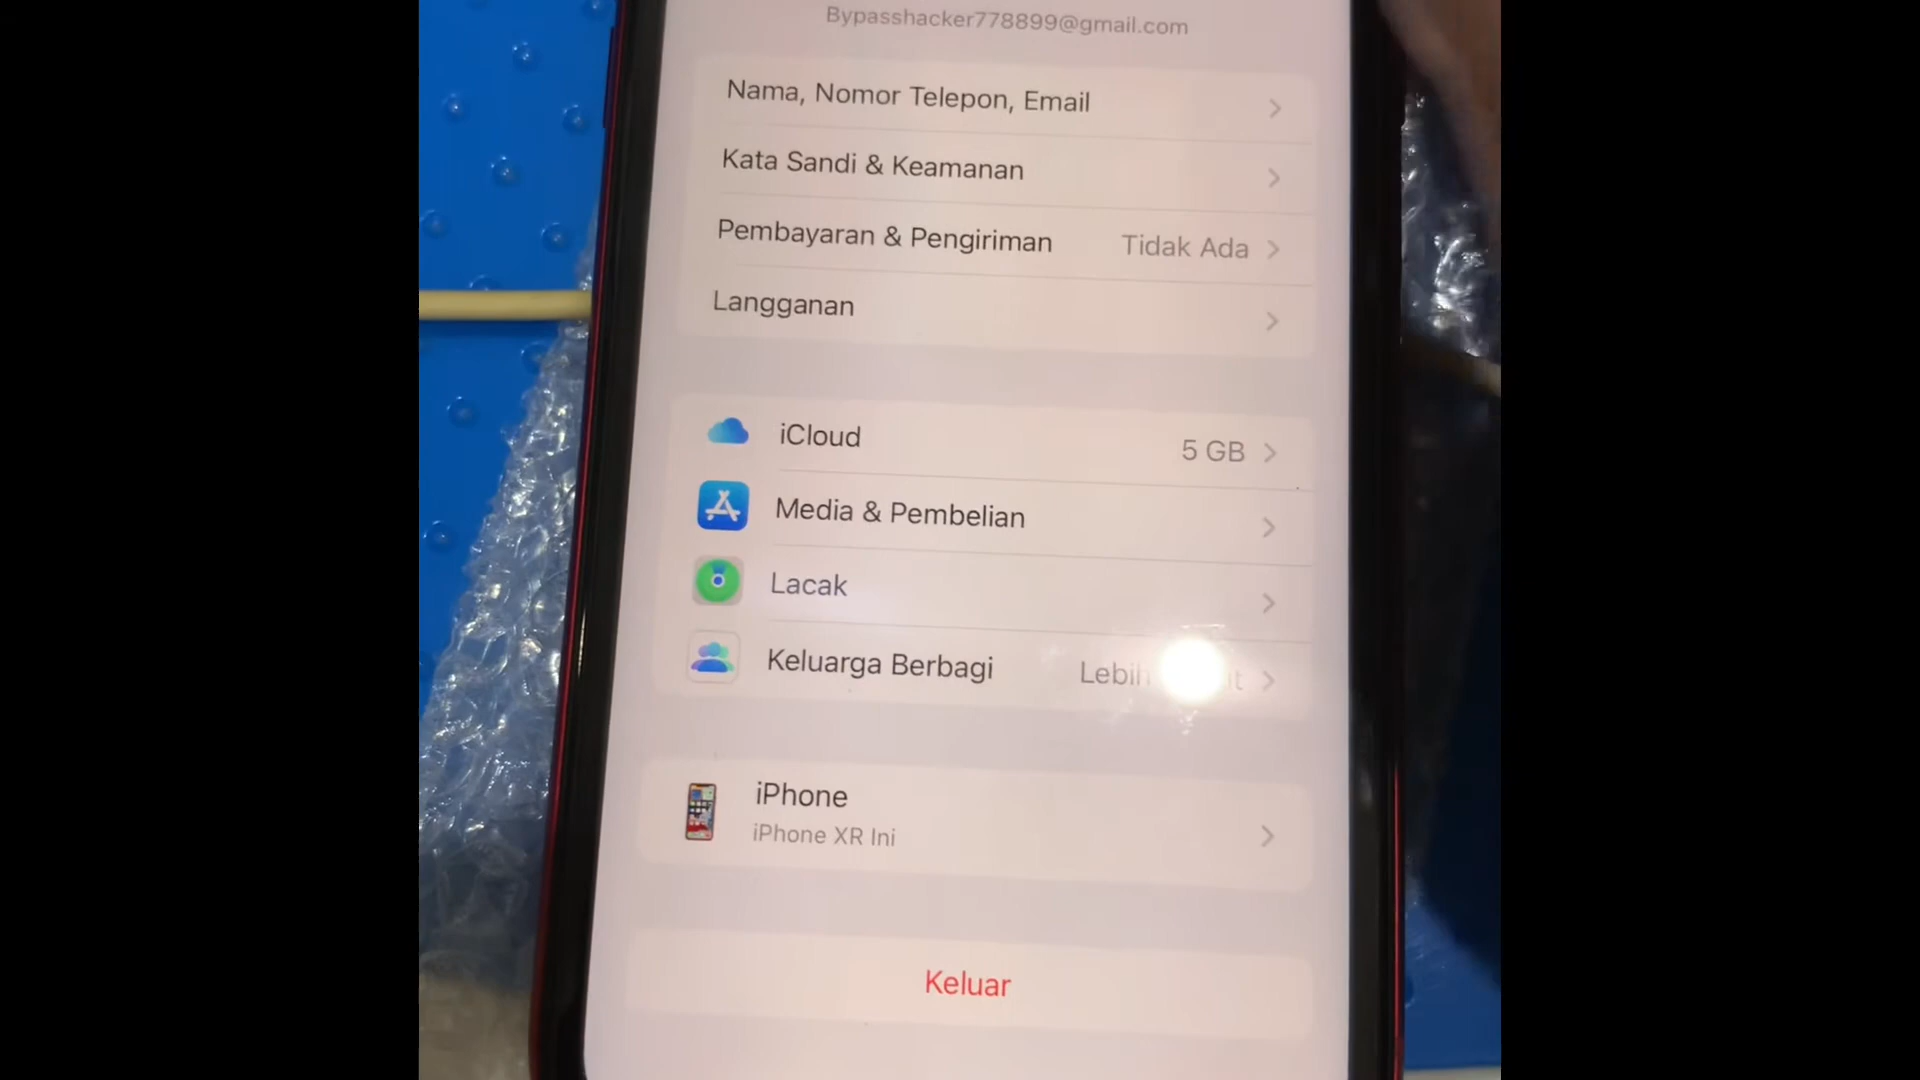 Bypasshacker778899@gmail.com
Nama, Nomor Telepon, Email
Kata Sandi & Keamanan
Pembayaran & Pengiriman Tidak Ada
Langganan
iCloud 5 GB
Media & Pembelian
Lacak
Keluarga Berbagi Lebih
iPhone
iPhone XR Ini
Keluar